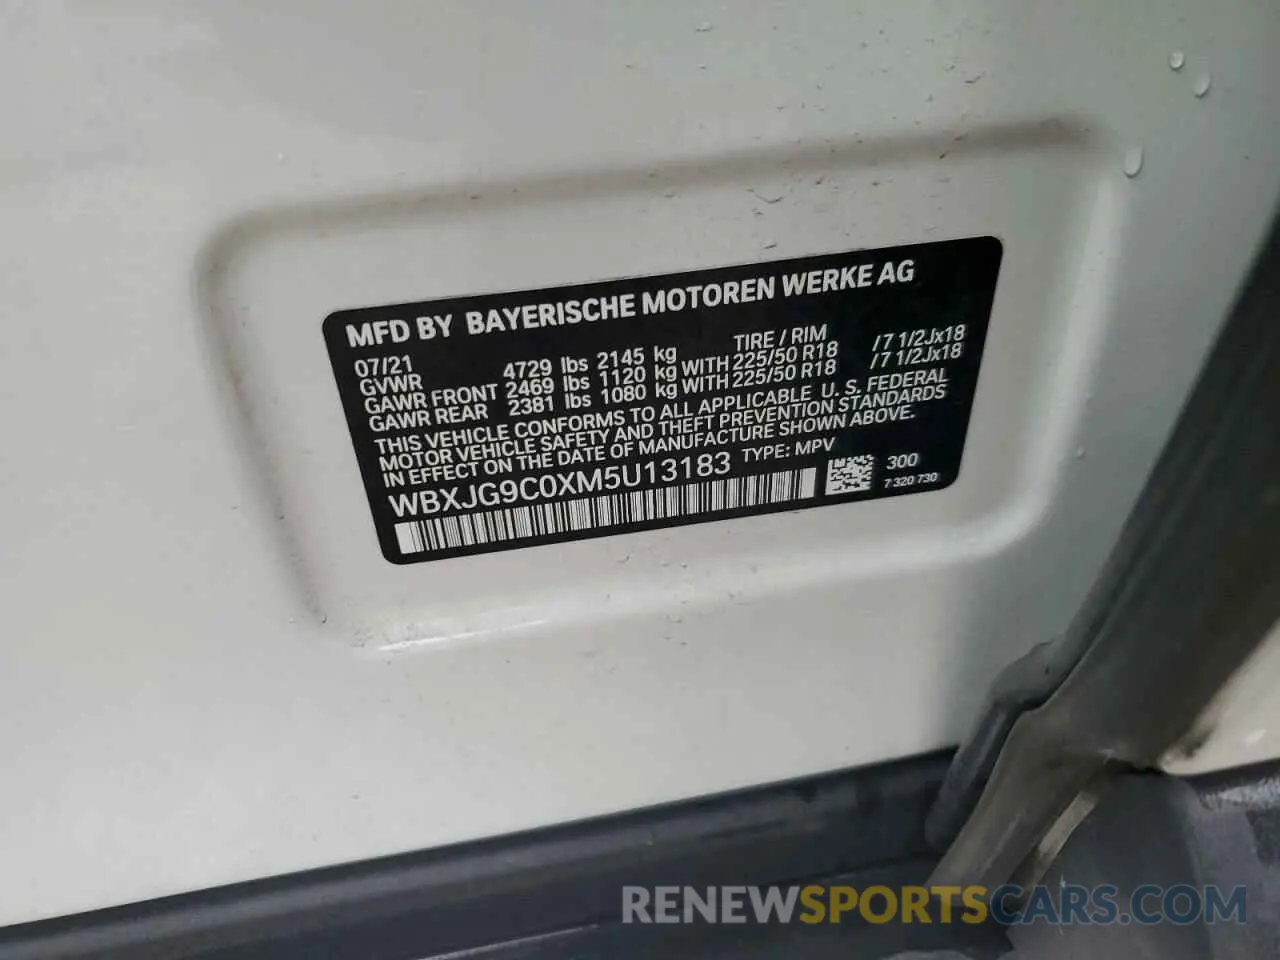 MFD BY BAYERISCHE MOTOREN WERKE AG
07/21 TIRE / RIM
GVWR 4729 lbs 2145 kg
GAWR FRONT 2469 lbs 1120 kg WITH 225/50 R18 /7 1/2Jx18
GAWR REAR 2381 lbs 1080 kg WITH 225/50 R18 /7 1/2Jx18
THIS VEHICLE CONFORMS TO ALL APPLICABLE U. S. FEDERAL
MOTOR VEHICLE SAFETY AND THEFT PREVENTION STANDARDS
IN EFFECT ON THE DATE OF MANUFACTURE SHOWN ABOVE.
WBXJG9C0XM5U13183 TYPE: MPV
300
7 320 730
RENEWSPORTSCARS.COM